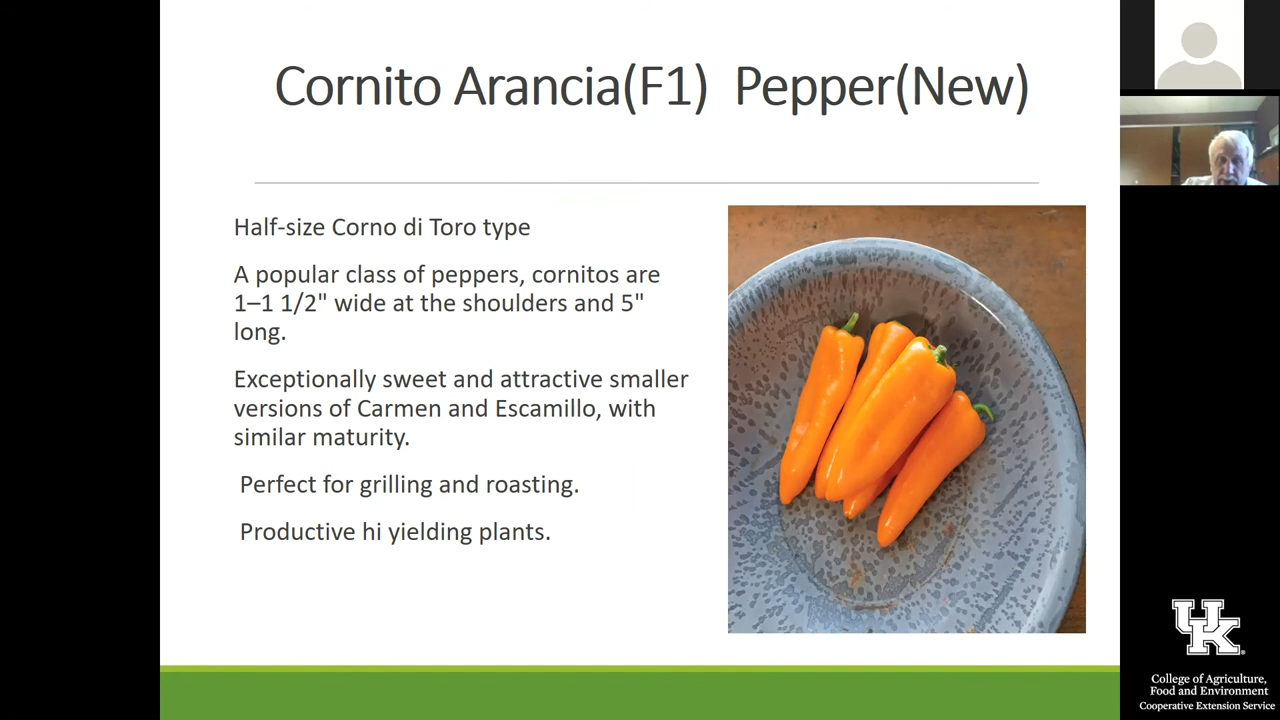 Cornito Arancia(F1) Pepper(New)
Half-size Corno di Toro type
A popular class of peppers, cornitos are
1–1 1/2" wide at the shoulders and 5"
long.
Exceptionally sweet and attractive smaller
versions of Carmen and Escamillo, with
similar maturity.
Perfect for grilling and roasting.
Productive hi yielding plants.
UK
College of Agriculture,
Food and Environment
Cooperative Extension Service